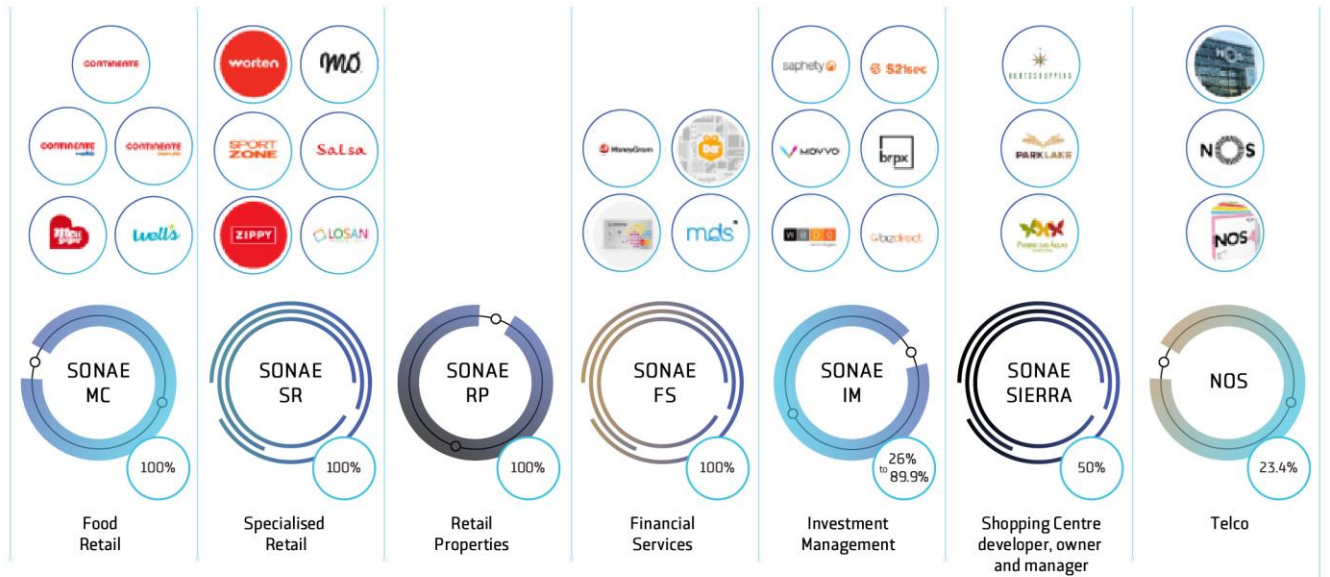 CONTINENTE
CONTINENTE
CONTINENTE
Meu
super
well's
worten
mo.
SPORT
ZONE
Salsa
ZIPPY
LOSAN
MoneyGram
mds
saphety
S21sec
MOVVO
brpx
WeDo
bizdirect
PARKLAKE
NOS
NOS
NOS
SONAE
MC
100%
Food
Retail
SONAE
SR
100%
Specialised
Retail
SONAE
RP
100%
Retail
Properties
SONAE
FS
100%
Financial
Services
SONAE
IM
26%
to
89.9%
Investment
Management
SONAE
SIERRA
50%
Shopping Centre
developer, owner
and manager
NOS
23.4%
Telco